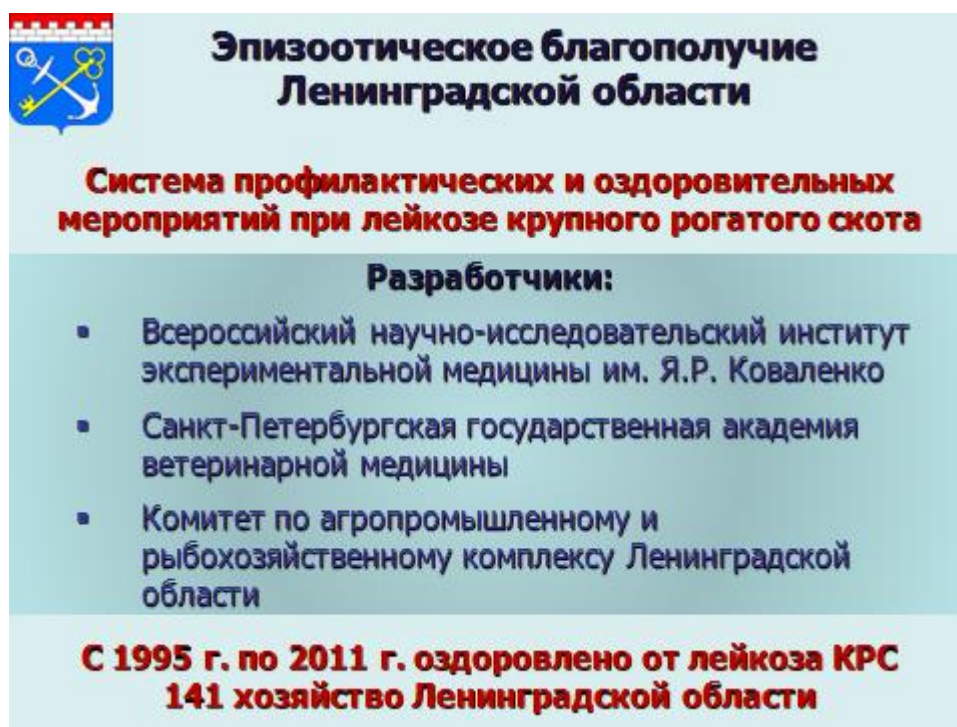 Эпизоотическое благополучие
Ленинградской области
Система профилактических и оздоровительных
мероприятий при лейкозе крупного рогатого скота
Разработчики:
▪ Всероссийский научно-исследовательский институт
экспериментальной медицины им. Я.Р. Коваленко
▪ Санкт-Петербургская государственная академия
ветеринарной медицины
▪ Комитет по агропромышленному и
рыбохозяйственному комплексу Ленинградской
области
С 1995 г. по 2011 г. оздоровлено от лейкоза КРС
141 хозяйство Ленинградской области